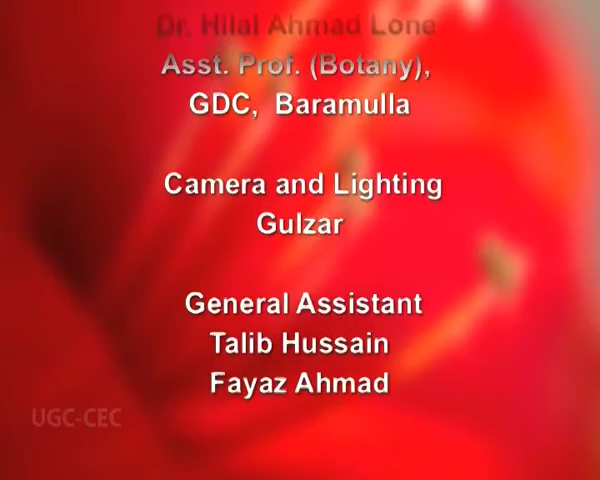 Dr. Hilal Ahmad Lone
Asst. Prof. (Botany),
GDC, Baramulla
Camera and Lighting
Gulzar
General Assistant
Talib Hussain
Fayaz Ahmad
UGC-CEC